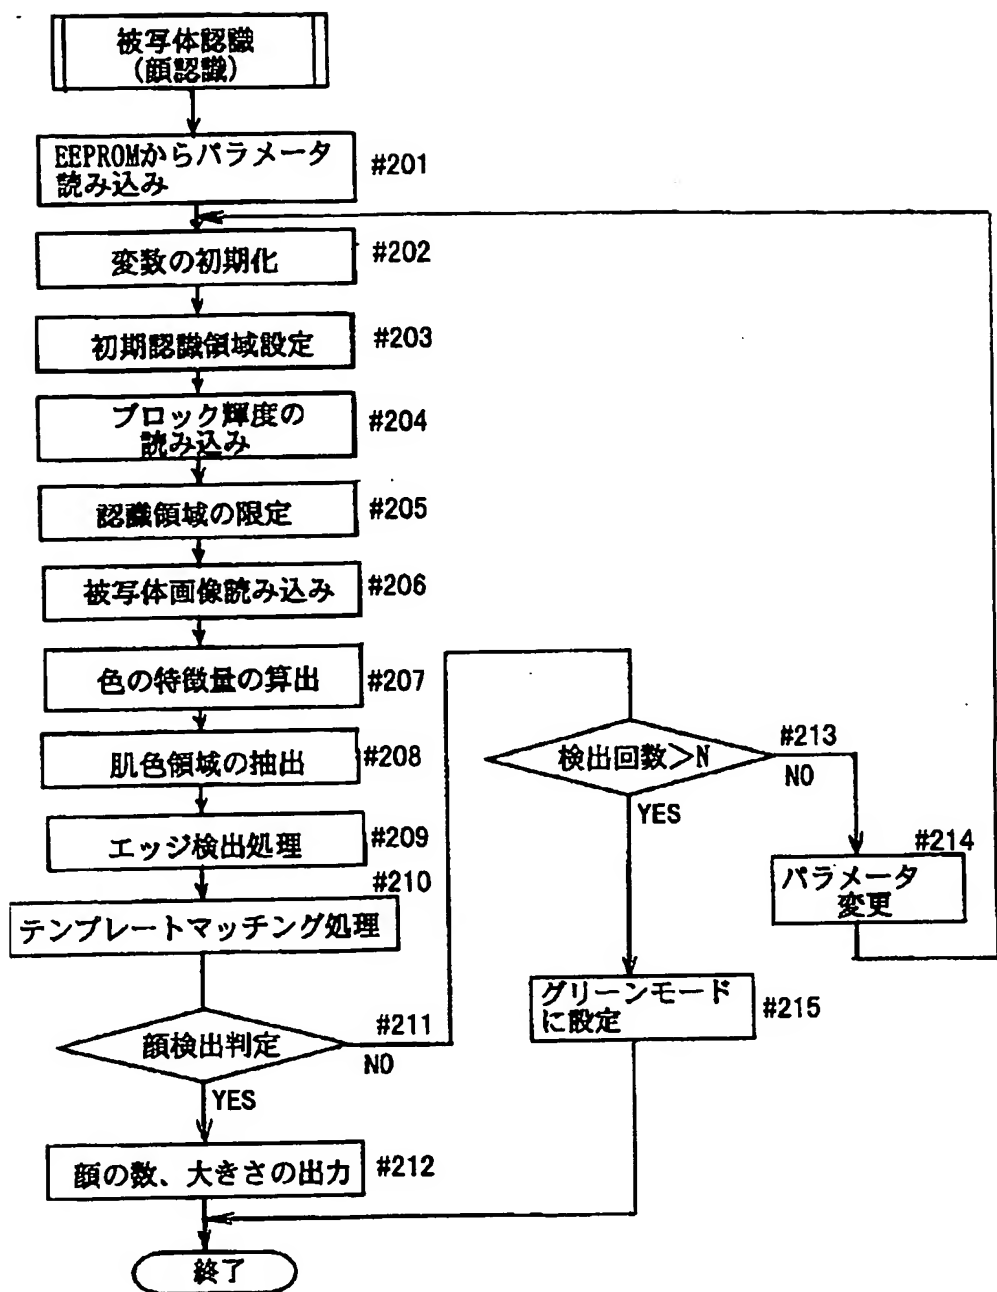 被写体認識
(顔認識)
EEPROMからパラメータ
読み込み
#201
変数の初期化
#202
初期認識領域設定
#203
ブロック輝度の
読み込み
#204
認識領域の限定
#205
被写体画像読み込み
#206
色の特徴量の算出
#207
肌色領域の抽出
#208
エッジ検出処理
#209
#210
テンプレートマッチング処理
顔検出判定
#211
NO
YES
顔の数、大きさの出力
#212
終了
検出回数>N
#213
NO
YES
#214
パラメータ
変更
グリーンモード
に設定
#215